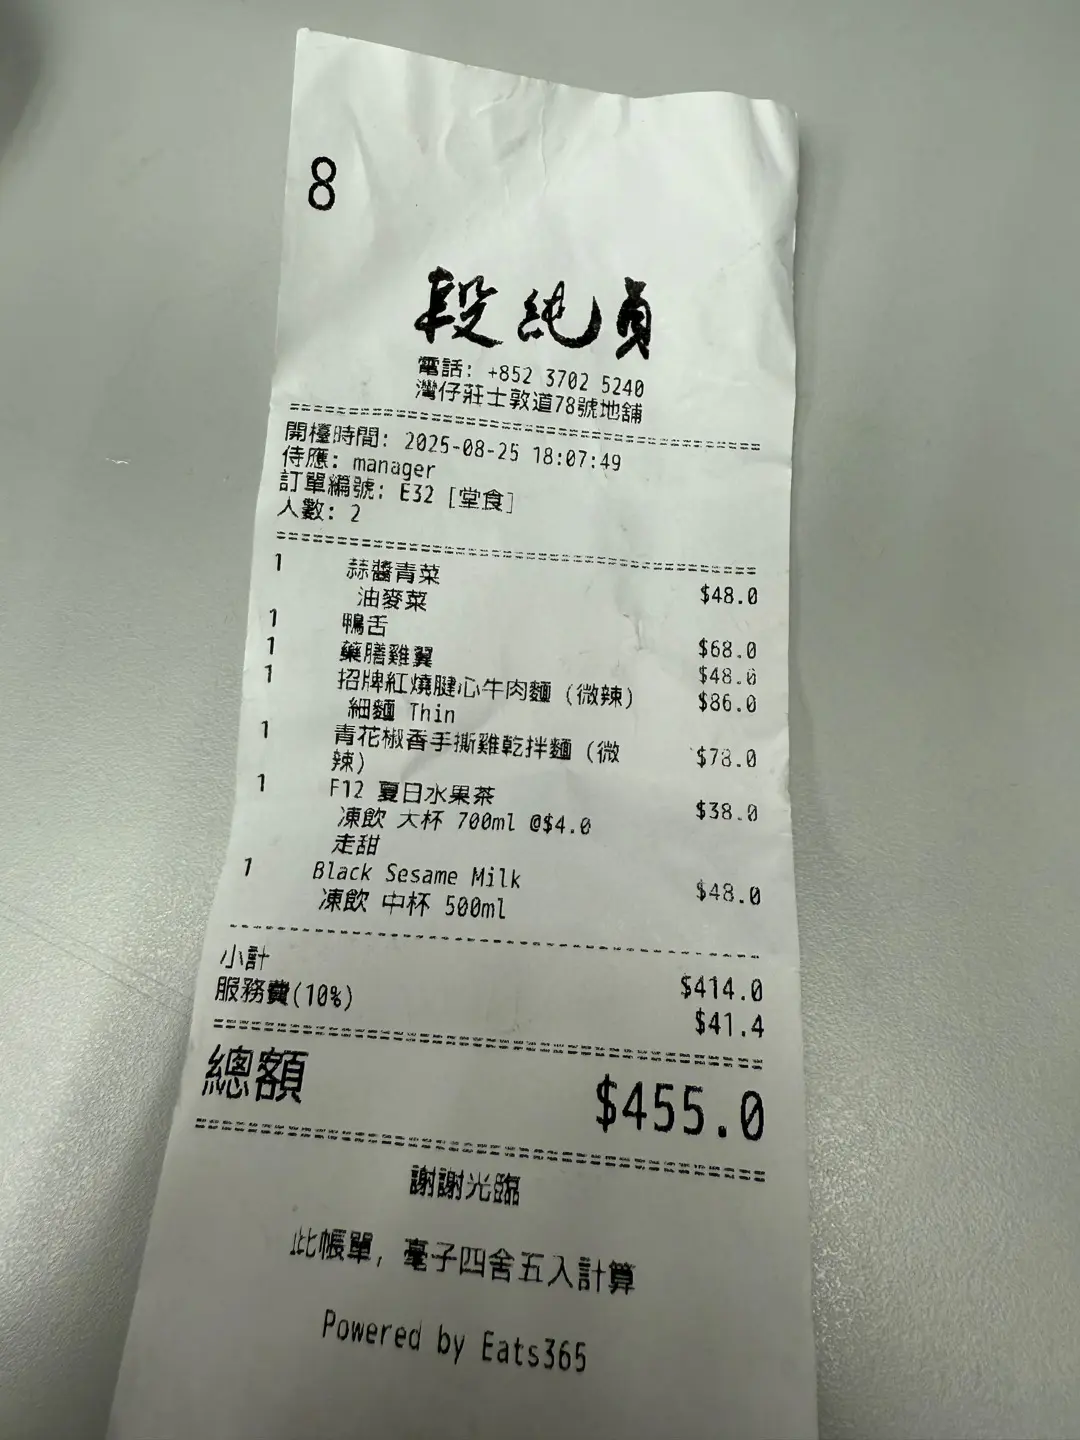 8
段純貞
電話: +852 3702 5240
灣仔莊士敦道78號地舖
開檯時間: 2025-08-25 18:07:49
侍應: manager
訂單編號: E32 [堂食]
人數: 2
1 蒜醬青菜 $48.0
油麥菜
1 鴨舌 $68.0
1 藥膳雞翼 $48.0
1 招牌紅燒腱心牛肉麵 (微辣) $86.0
細麵 Thin
1 青花椒香手撕雞乾拌麵 (微 $78.0
辣)
1 F12 夏日水果茶 $38.0
凍飲 大杯 700ml @$4.0
走甜
1 Black Sesame Milk $48.0
凍飲 中杯 500ml
小計 $414.0
服務費(10%) $41.4
總額 $455.0
謝謝光臨
此帳單, 毫子四舍五入計算
Powered by Eats365